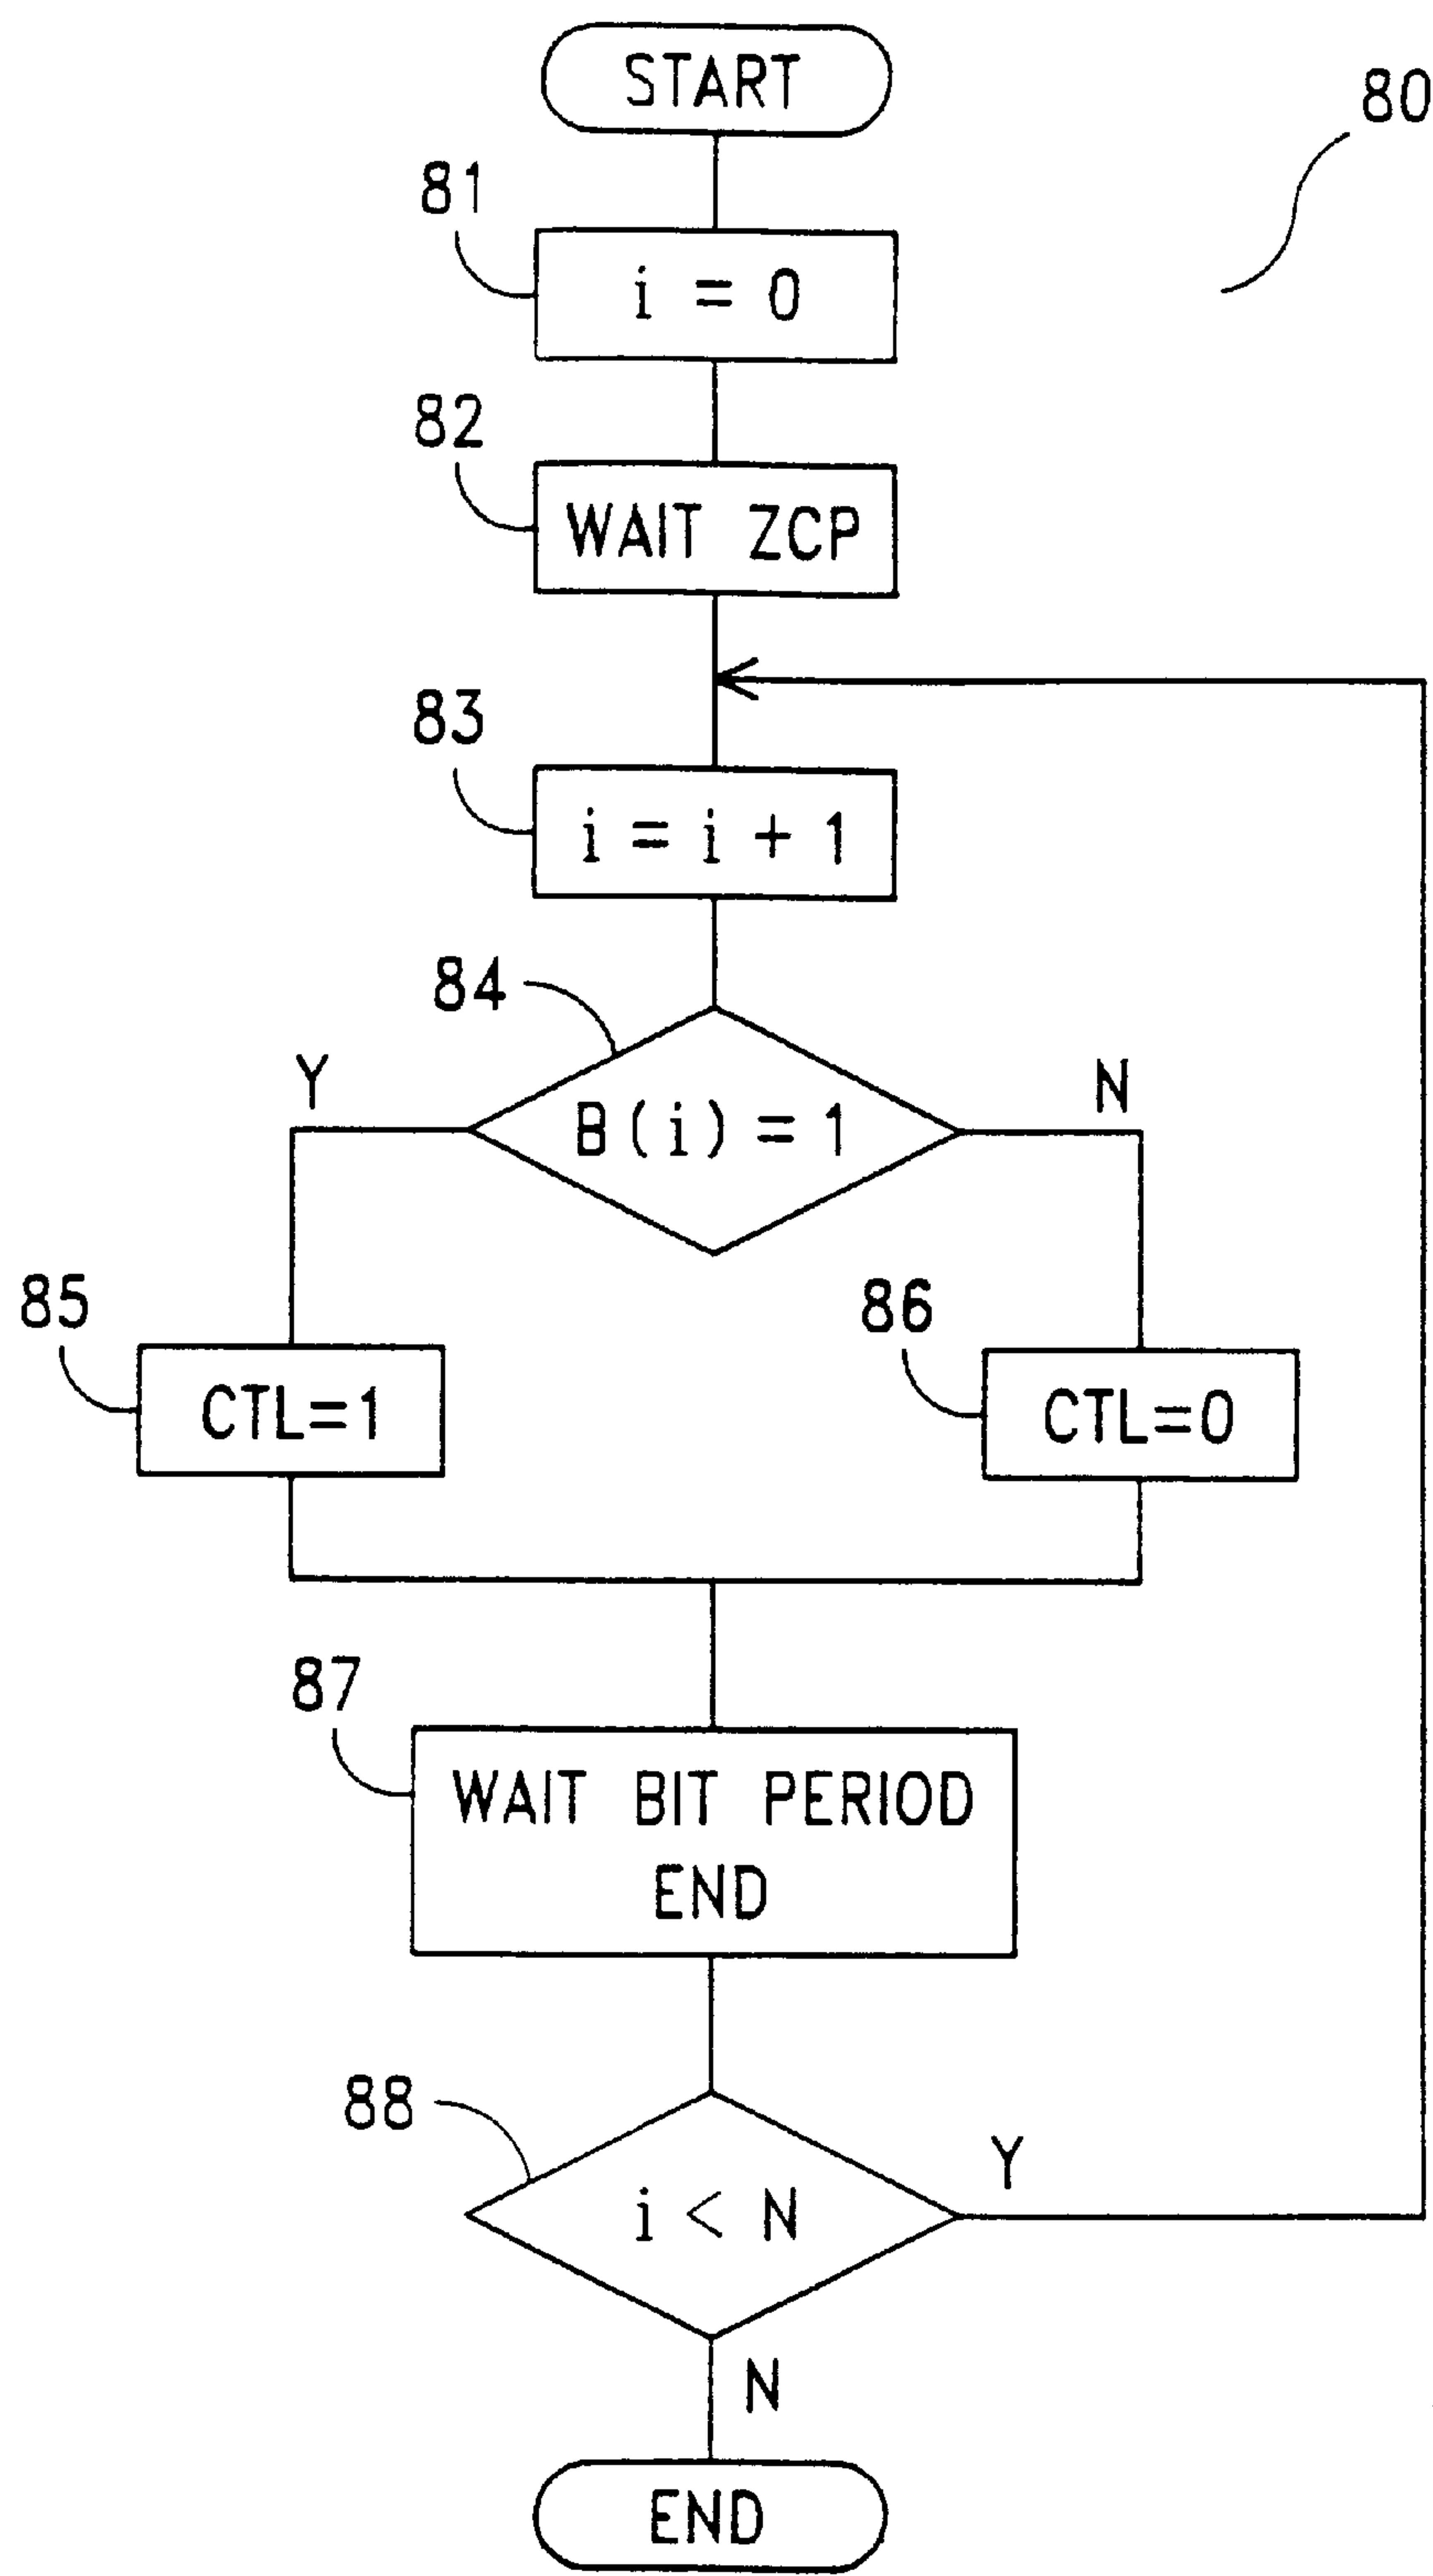 START
80
81
i = 0
82
WAIT ZCP
83
i = i + 1
84
Y
N
B(i) = 1
85
86
CTL=1
CTL=0
87
WAIT BIT PERIOD
END
88
Y
i < N
N
END